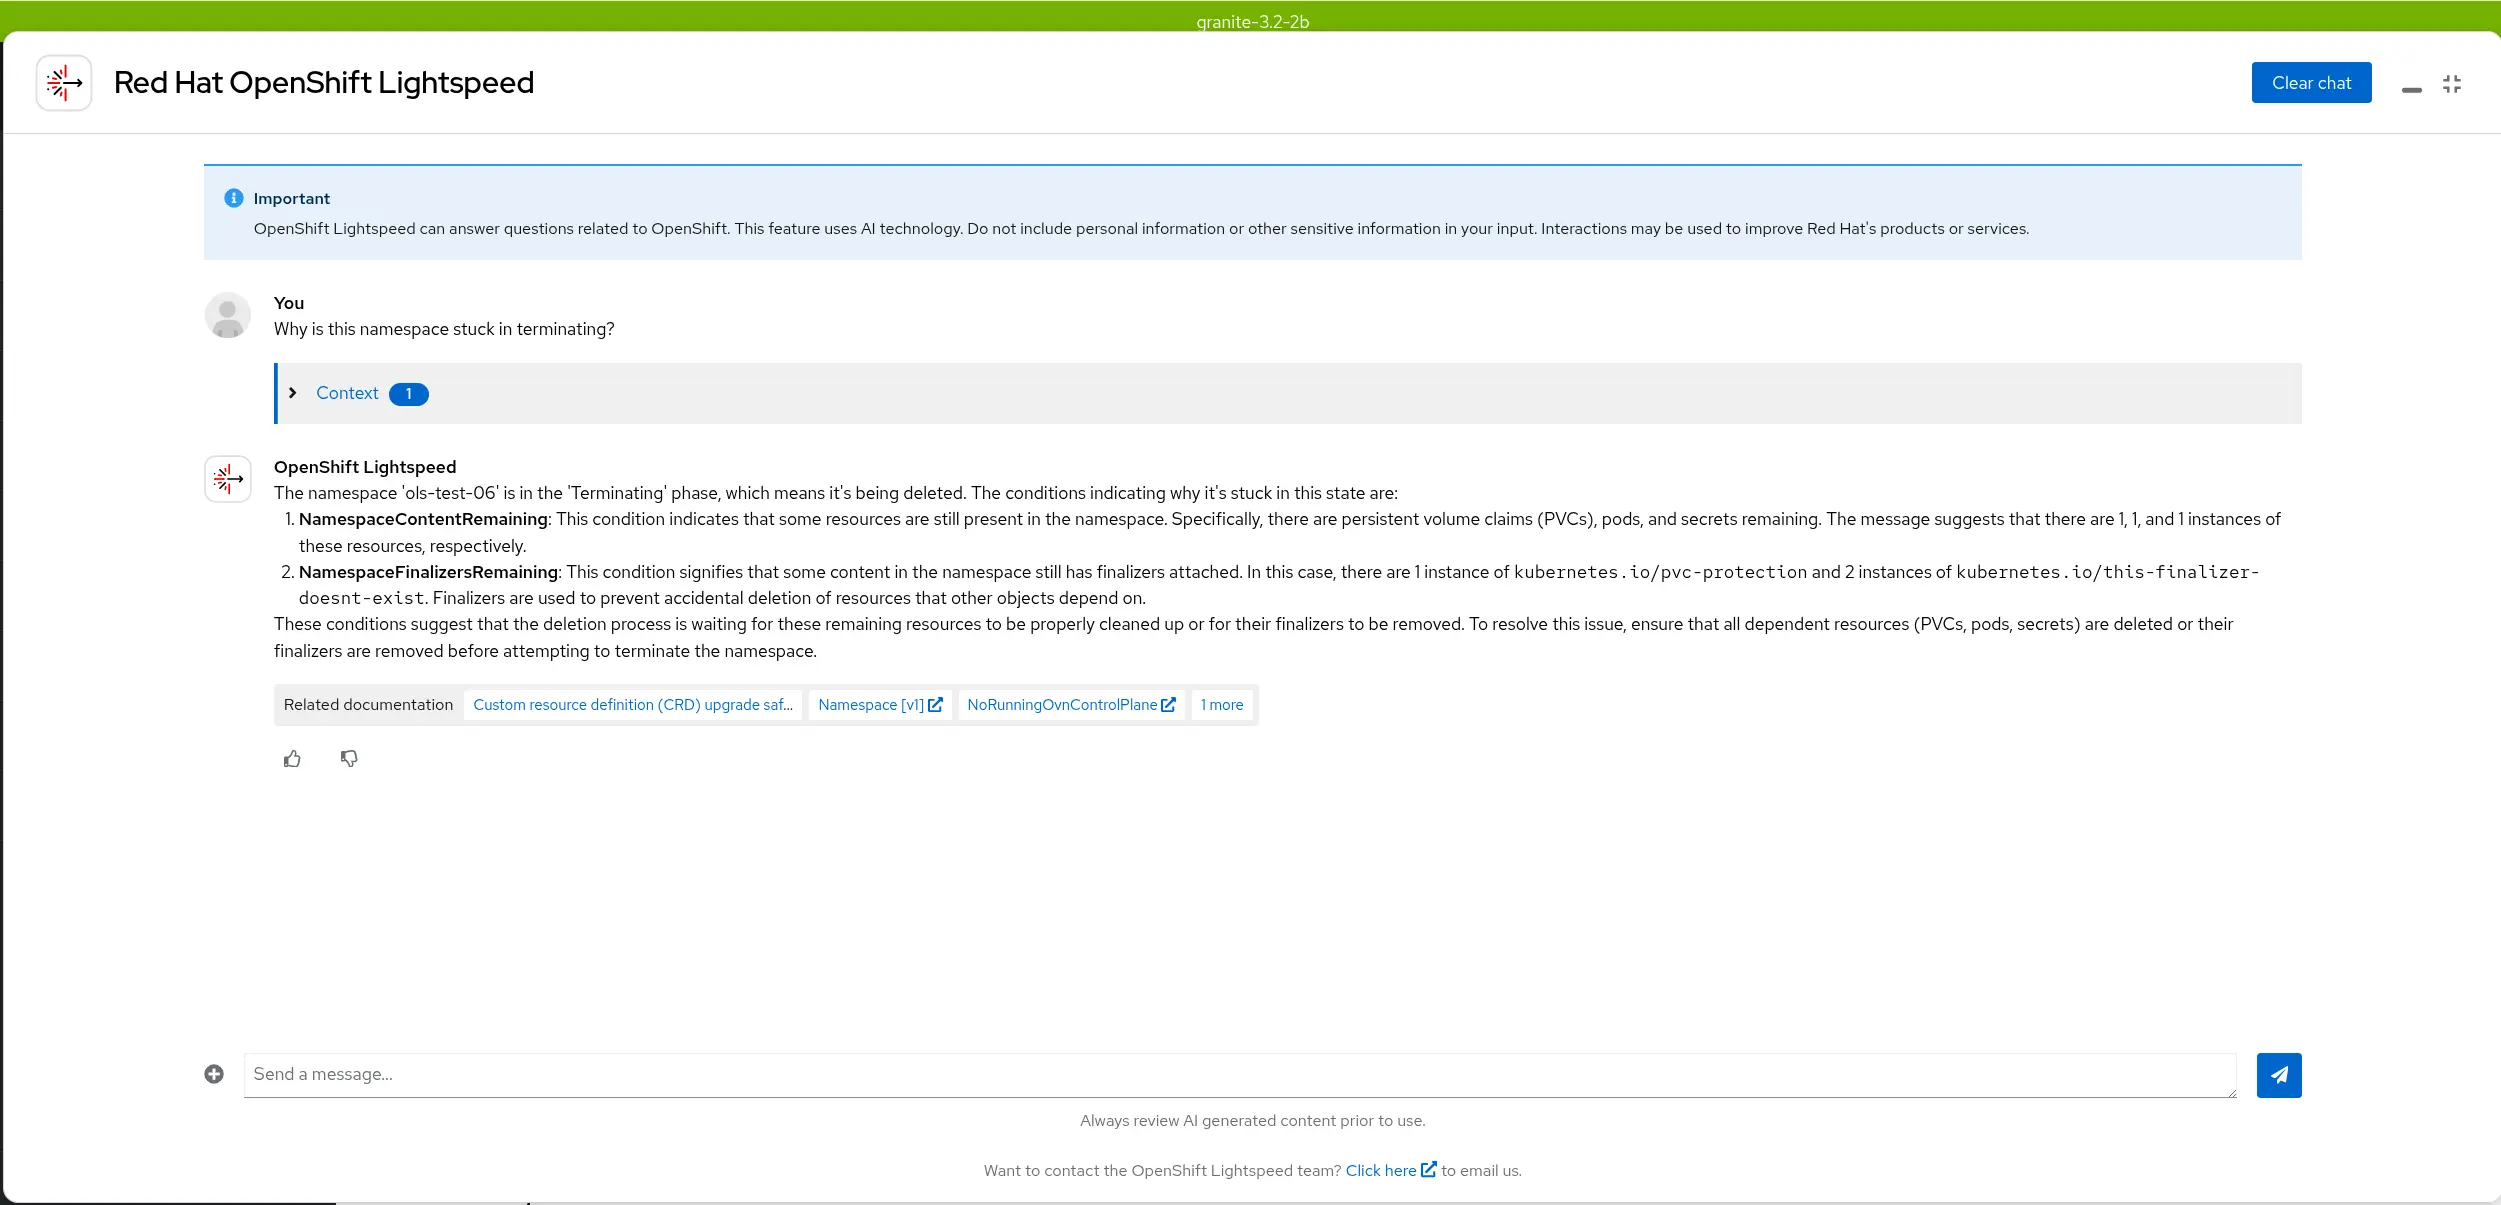 granite-3.2-2b
Red Hat OpenShift Lightspeed
Clear chat
Important
OpenShift Lightspeed can answer questions related to OpenShift. This feature uses AI technology. Do not include personal information or other sensitive information in your input. Interactions may be used to improve Red Hat's products or services.
You
Why is this namespace stuck in terminating?
Context 1
OpenShift Lightspeed
The namespace 'ols-test-06' is in the 'Terminating' phase, which means it's being deleted. The conditions indicating why it's stuck in this state are:
1. NamespaceContentRemaining: This condition indicates that some resources are still present in the namespace. Specifically, there are persistent volume claims (PVCs), pods, and secrets remaining. The message suggests that there are 1, 1, and 1 instances of
these resources, respectively.
2. NamespaceFinalizersRemaining: This condition signifies that some content in the namespace still has finalizers attached. In this case, there are 1 instance of kubernetes.io/pvc-protection and 2 instances of kubernetes.io/this-finalizer-
doesnt-exist. Finalizers are used to prevent accidental deletion of resources that other objects depend on.
These conditions suggest that the deletion process is waiting for these remaining resources to be properly cleaned up or for their finalizers to be removed. To resolve this issue, ensure that all dependent resources (PVCs, pods, secrets) are deleted or their
finalizers are removed before attempting to terminate the namespace.
Related documentation Custom resource definition (CRD) upgrade saf... Namespace [v1] NoRunningOvnControlPlane 1 more
Send a message...
Always review AI generated content prior to use.
Want to contact the OpenShift Lightspeed team? Click here to email us.